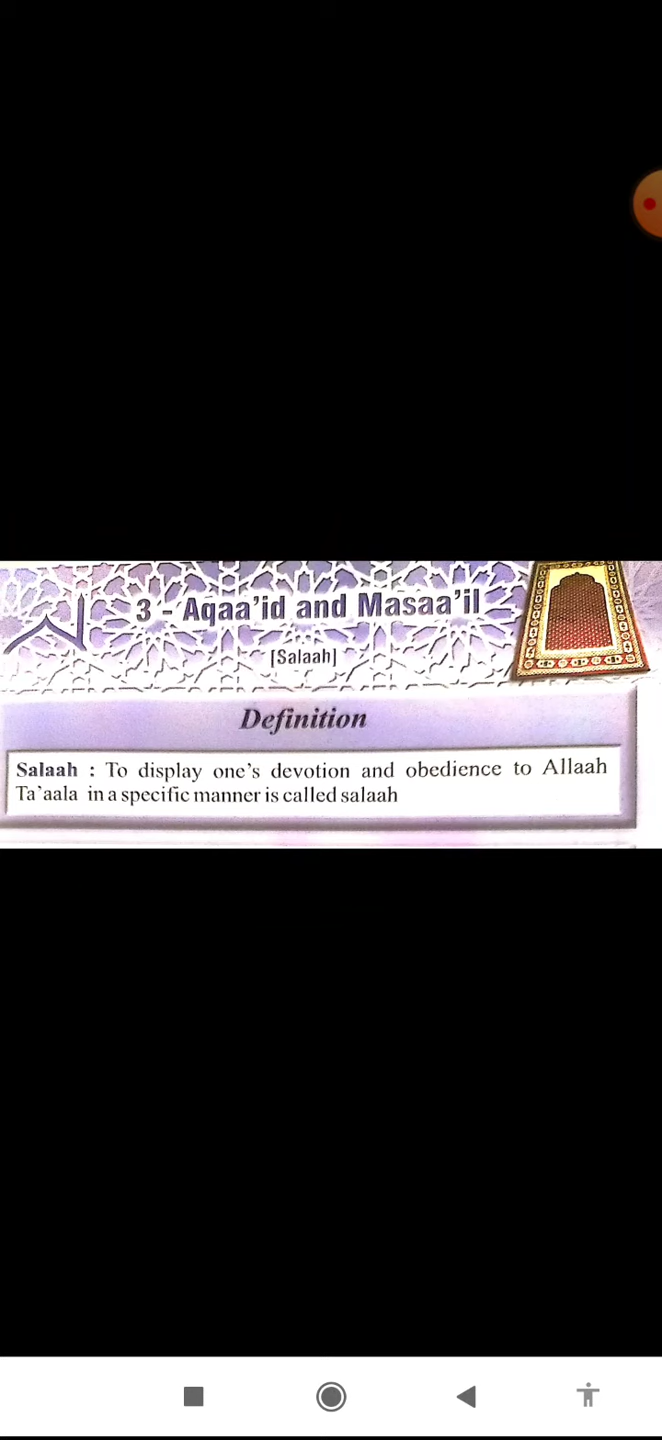 3 - Aqaa'id and Masaa'il
[Salaah]
Definition
Salaah : To display one's devotion and obedience to Allaah
Ta'aala in a specific manner is called salaah